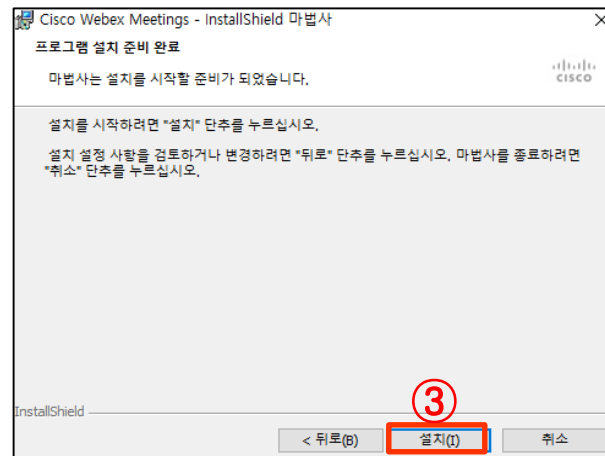 Cisco Webex Meetings - InstallShield 마법사
프로그램 설치 준비 완료
마법사는 설치를 시작할 준비가 되었습니다.
CISCO
설치를 시작하려면 "설치" 단추를 누르십시오.
설치 설정 사항을 검토하거나 변경하려면 "뒤로" 단추를 누르십시오. 마법사를 종료하려면
"취소" 단추를 누르십시오.
③
InstallShield
< 뒤로(B) 설치(I) 취소